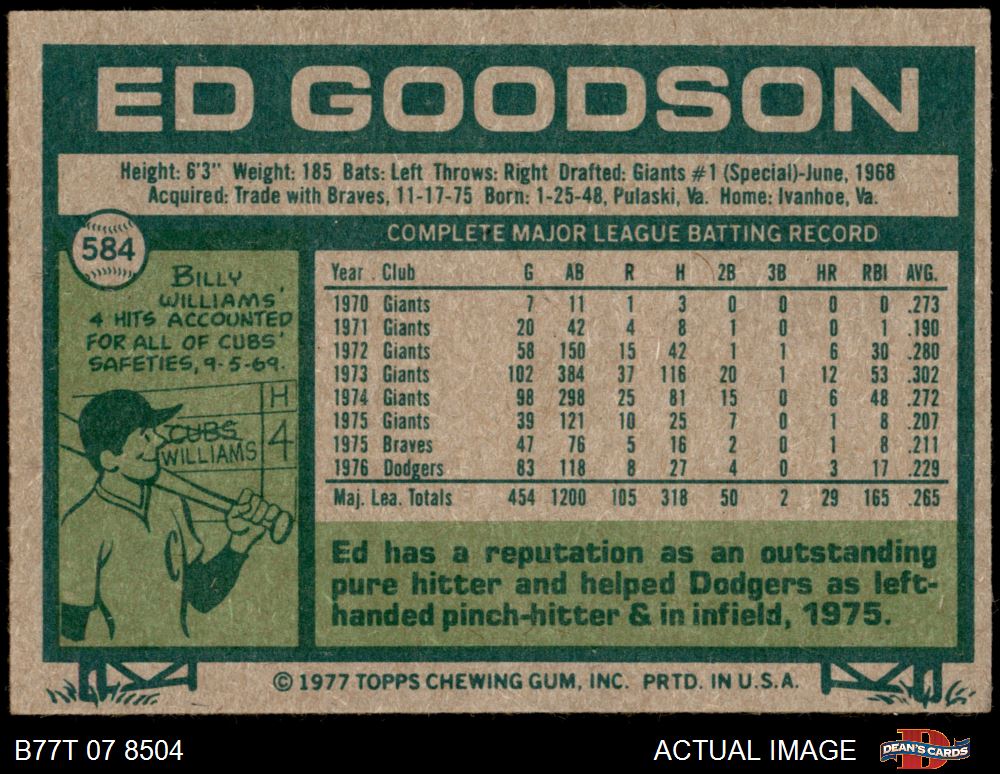 ED GOODSON
Height: 6'3" Weight: 185 Bats: Left Throws: Right Drafted: Giants #1 (Special)-June, 1968
Acquired: Trade with Braves, 11-17-75 Born: 1-25-48, Pulaski, Va. Home: Ivanhoe, Va.
584
BILLY
WILLIAMS'
4 HITS ACCOUNTED
FOR ALL OF CUBS'
SAFETIES, 9-5-69.
H
CUBS
WILLIAMS 4
C
COMPLETE MAJOR LEAGUE BATTING RECORD
Year Club G AB R H 2B 3B HR RBI AVG.
1970 Giants 7 11 1 3 0 0 0 0 .273
1971 Giants 20 42 4 8 1 0 0 1 .190
1972 Giants 58 150 15 42 1 1 6 30 .280
1973 Giants 102 384 37 116 20 1 12 53 .302
1974 Giants 98 298 25 81 15 0 6 48 .272
1975 Giants 39 121 10 25 7 0 1 8 .207
1975 Braves 47 76 5 16 2 0 1 8 .211
1976 Dodgers 83 118 8 27 4 0 3 17 .229
Maj. Lea. Totals 454 1200 105 318 50 2 29 165 .265
Ed has a reputation as an outstanding
pure hitter and helped Dodgers as left-
handed pinch-hitter & in infield, 1975.
© 1977 TOPPS CHEWING GUM, INC. PRTD. IN U.S.A.
B77T 07 8504 ACTUAL IMAGE
DEAN'S CARDS